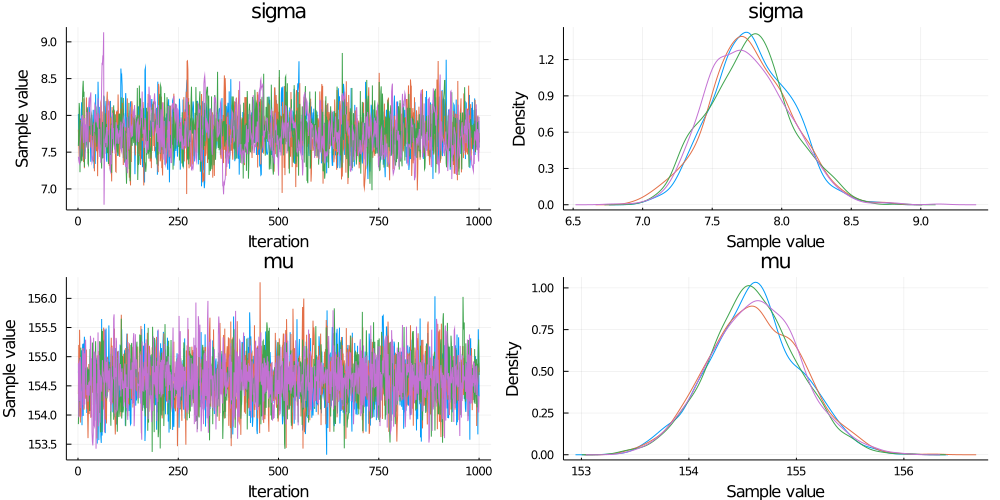 sigma
Sample value
9.0
8.5
8.0
7.5
7.0
0 250 500 750 1000
Iteration
sigma
Density
1.2
0.9
0.6
0.3
0.0
6.5 7.0 7.5 8.0 8.5 9.0
Sample value
mu
Sample value
156.0
155.5
155.0
154.5
154.0
153.5
0 250 500 750 1000
Iteration
mu
Density
1.00
0.75
0.50
0.25
0.00
153 154 155 156
Sample value